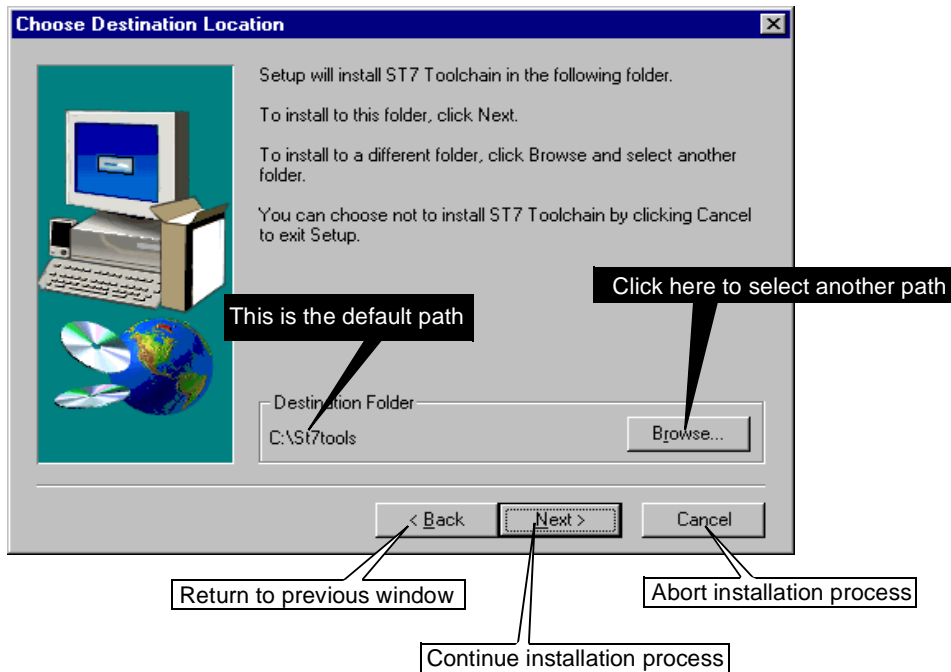 Choose Destination Location
Setup will install ST7 Toolchain in the following folder.
To install to this folder, click Next.
To install to a different folder, click Browse and select another
folder.
You can choose not to install ST7 Toolchain by clicking Cancel
to exit Setup.
Click here to select another path
This is the default path
Destination Folder
C:\St7tools
Browse...
< Back
Next >
Cancel
Return to previous window
Abort installation process
Continue installation process